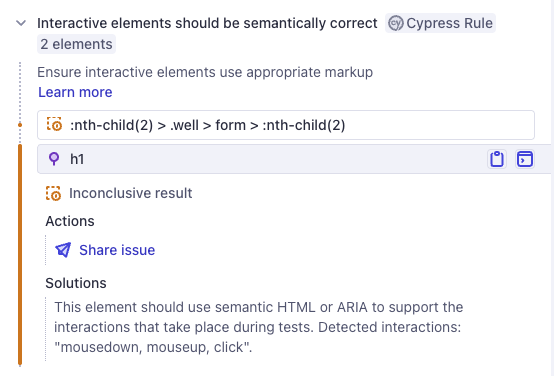 Interactive elements should be semantically correct cy Cypress Rule
2 elements
Ensure interactive elements use appropriate markup
Learn more
:nth-child(2) > .well > form > :nth-child(2)
h1
Inconclusive result
Actions
Share issue
Solutions
This element should use semantic HTML or ARIA to support the
interactions that take place during tests. Detected interactions:
"mousedown, mouseup, click".